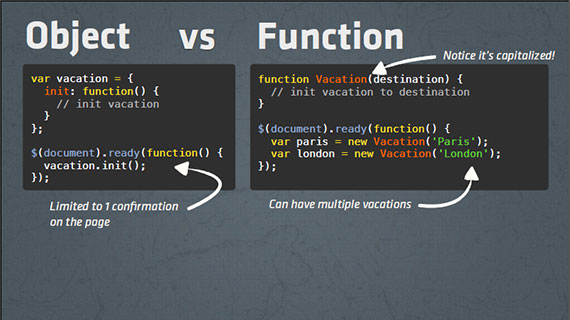 Object vs Function
Notice it's capitalized!
var vacation = {
  init: function() {
    // init vacation
  }
};
$(document).ready(function() {
  vacation.init();
});
Limited to 1 confirmation
on the page
function Vacation(destination) {
  // init vacation to destination
}
$(document).ready(function() {
  var paris = new Vacation('Paris');
  var london = new Vacation('London');
});
Can have multiple vacations